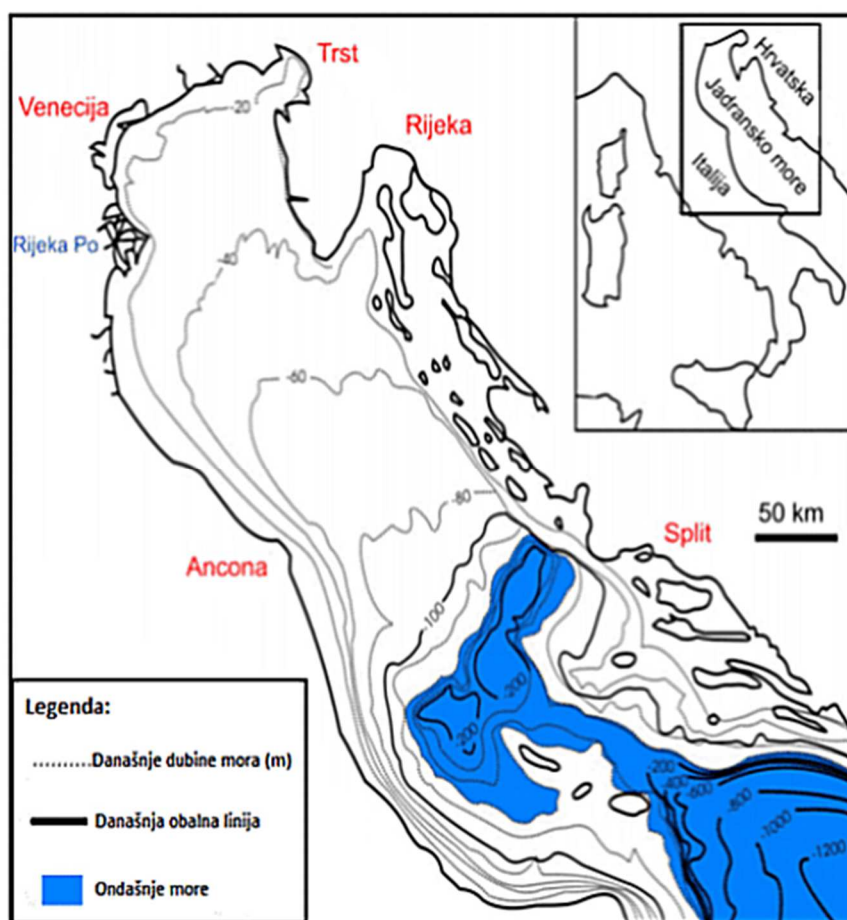 Trst
Venecija
-20
Rijeka
Rijeka Po
-40
-60
-80
Ancona
-100
Split
50 km
-200
-200
-200
-400
-600
-800
-1000
-1200
Hrvatska
Jadransko more
Italija
Legenda:
Današnje dubine mora (m)
Današnja obalna linija
Ondašnje more